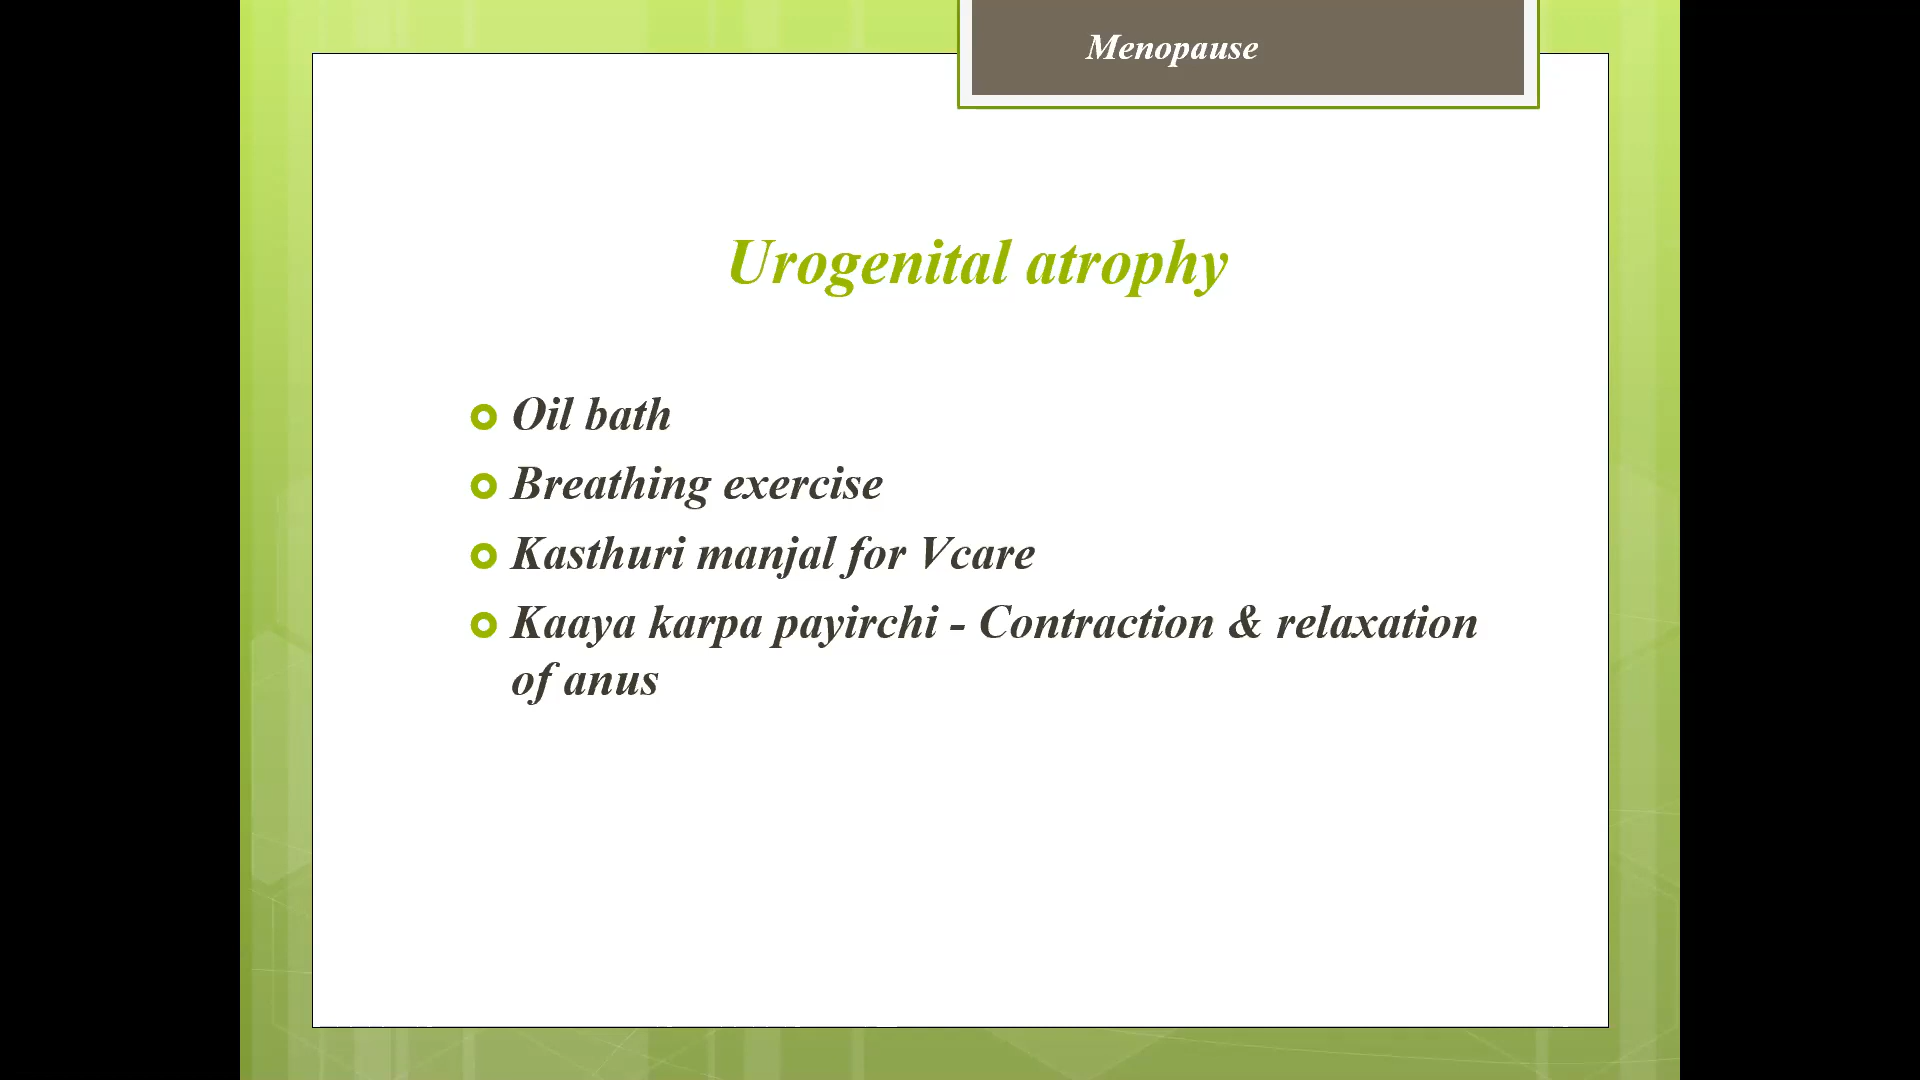 Menopause
Urogenital atrophy
Oil bath
Breathing exercise
Kasthuri manjal for Vcare
Kaaya karpa payirchi - Contraction & relaxation
of anus